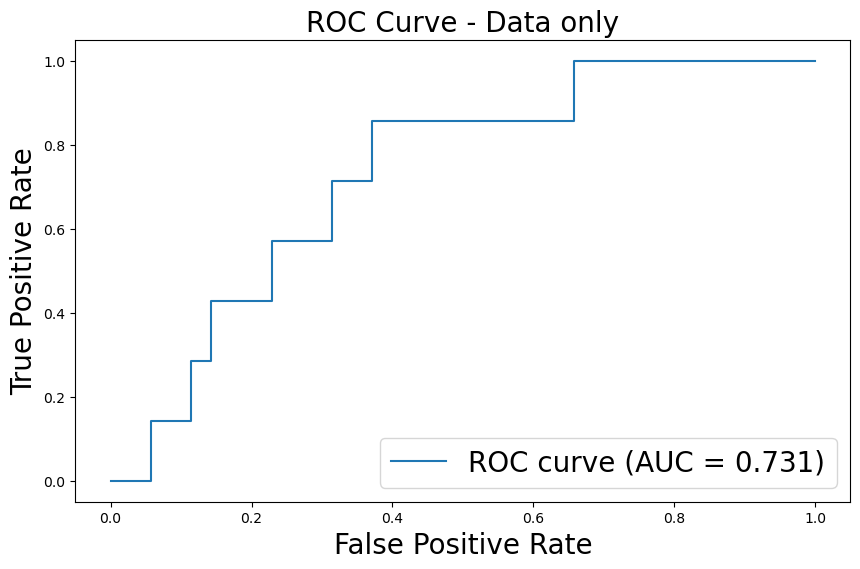 ROC Curve - Data only
True Positive Rate
1.0
0.8
0.6
0.4
0.2
0.0
ROC curve (AUC = 0.731)
0.0 0.2 0.4 0.6 0.8 1.0
False Positive Rate